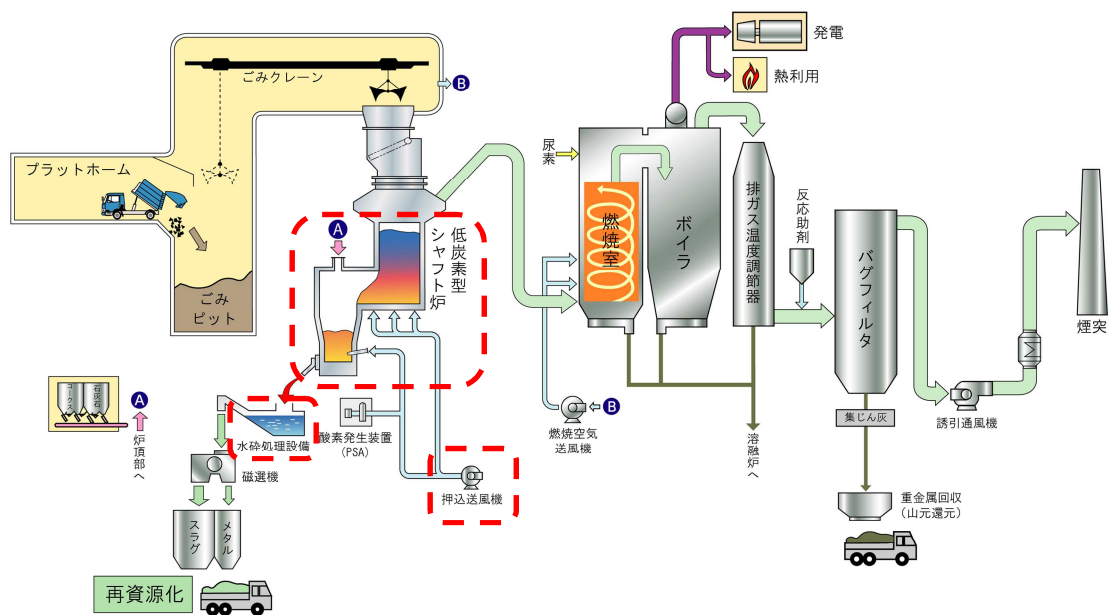 ごみクレーン
B
発電
熱利用
プラットホーム
尿素
燃焼室
ボイラ
排ガス温度調節器
反応助剤
バグフィルタ
煙突
A
低炭素型
シャフト炉
ごみ
ピット
コークス
石灰石
A
炉頂部へ
水砕処理設備
酸素発生装置
(PSA)
押込送風機
B
燃焼空気
送風機
溶融炉へ
集じん灰
誘引通風機
磁選機
スラグ
メタル
重金属回収
(山元還元)
再資源化